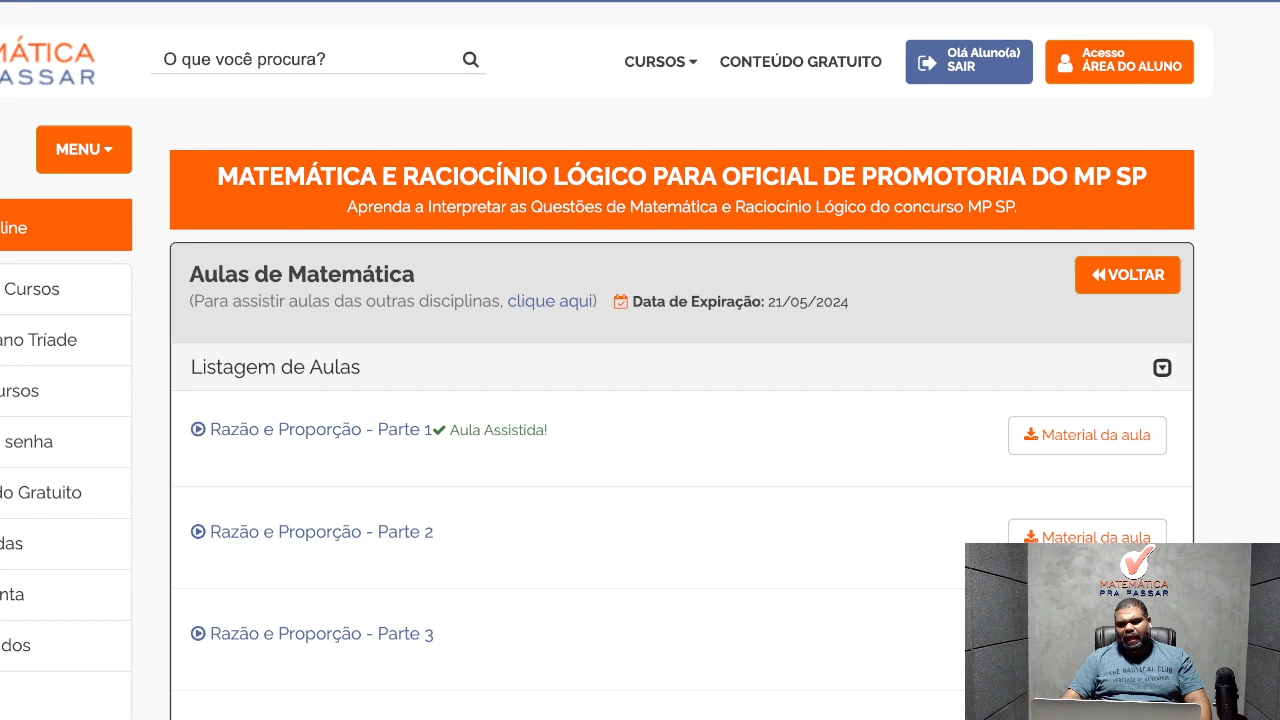 MÁTICA
ASSAR
O que você procura?
CURSOS
CONTEÚDO GRATUITO
Olá Aluno(a)
SAIR
Acesso
ÁREA DO ALUNO
MENU
line
Cursos
ano Tríade
ursos
senha
do Gratuito
das
nta
dos
MATEMÁTICA E RACIOCÍNIO LÓGICO PARA OFICIAL DE PROMOTORIA DO MP SP
Aprenda a Interpretar as Questões de Matemática e Raciocínio Lógico do concurso MP SP.
Aulas de Matemática
VOLTAR
(Para assistir aulas das outras disciplinas, clique aqui) Data de Expiração: 21/05/2024
Listagem de Aulas
Razão e Proporção - Parte 1 Aula Assistida!
Material da aula
Razão e Proporção - Parte 2
Material da aula
Razão e Proporção - Parte 3
MATEMÁTICA
PRA PASSAR
THE NAUTICAL CLUB